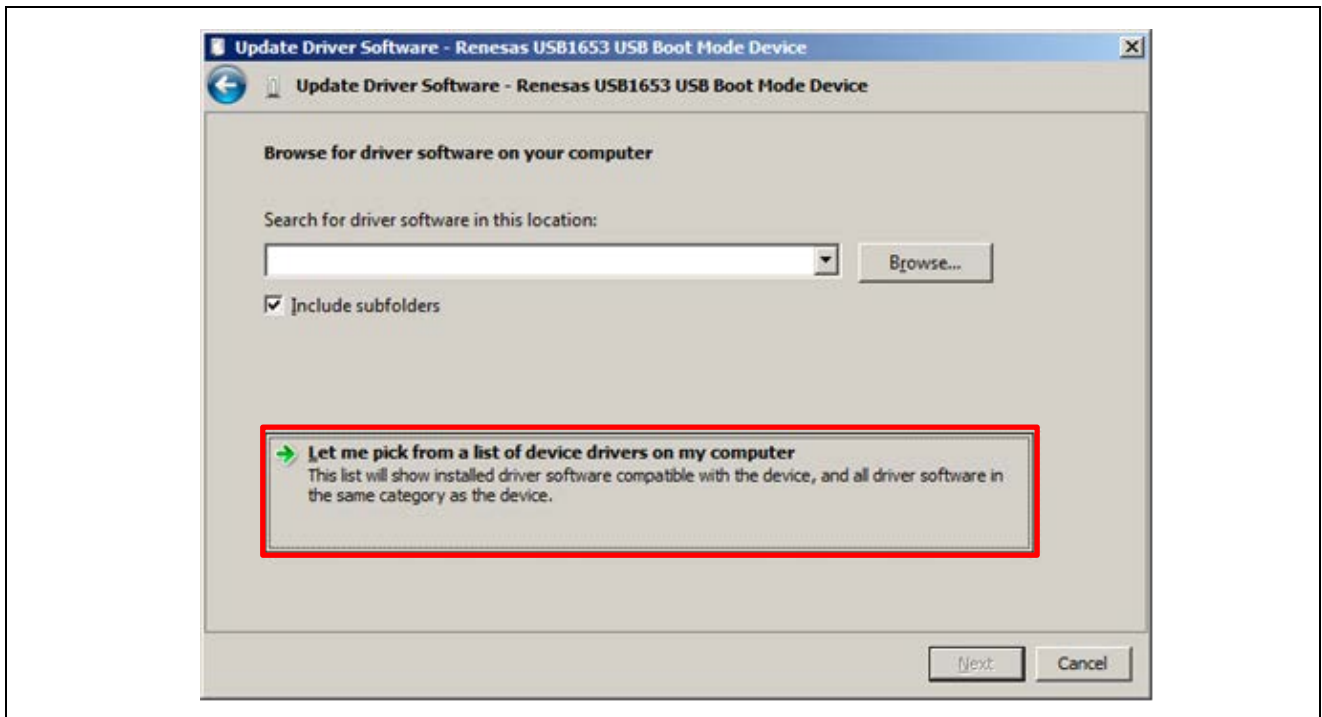 Update Driver Software - Renesas USB1653 USB Boot Mode Device
Update Driver Software - Renesas USB1653 USB Boot Mode Device
Browse for driver software on your computer
Search for driver software in this location:
Browse...
Include subfolders
Let me pick from a list of device drivers on my computer
This list will show installed driver software compatible with the device, and all driver software in
the same category as the device.
Next Cancel